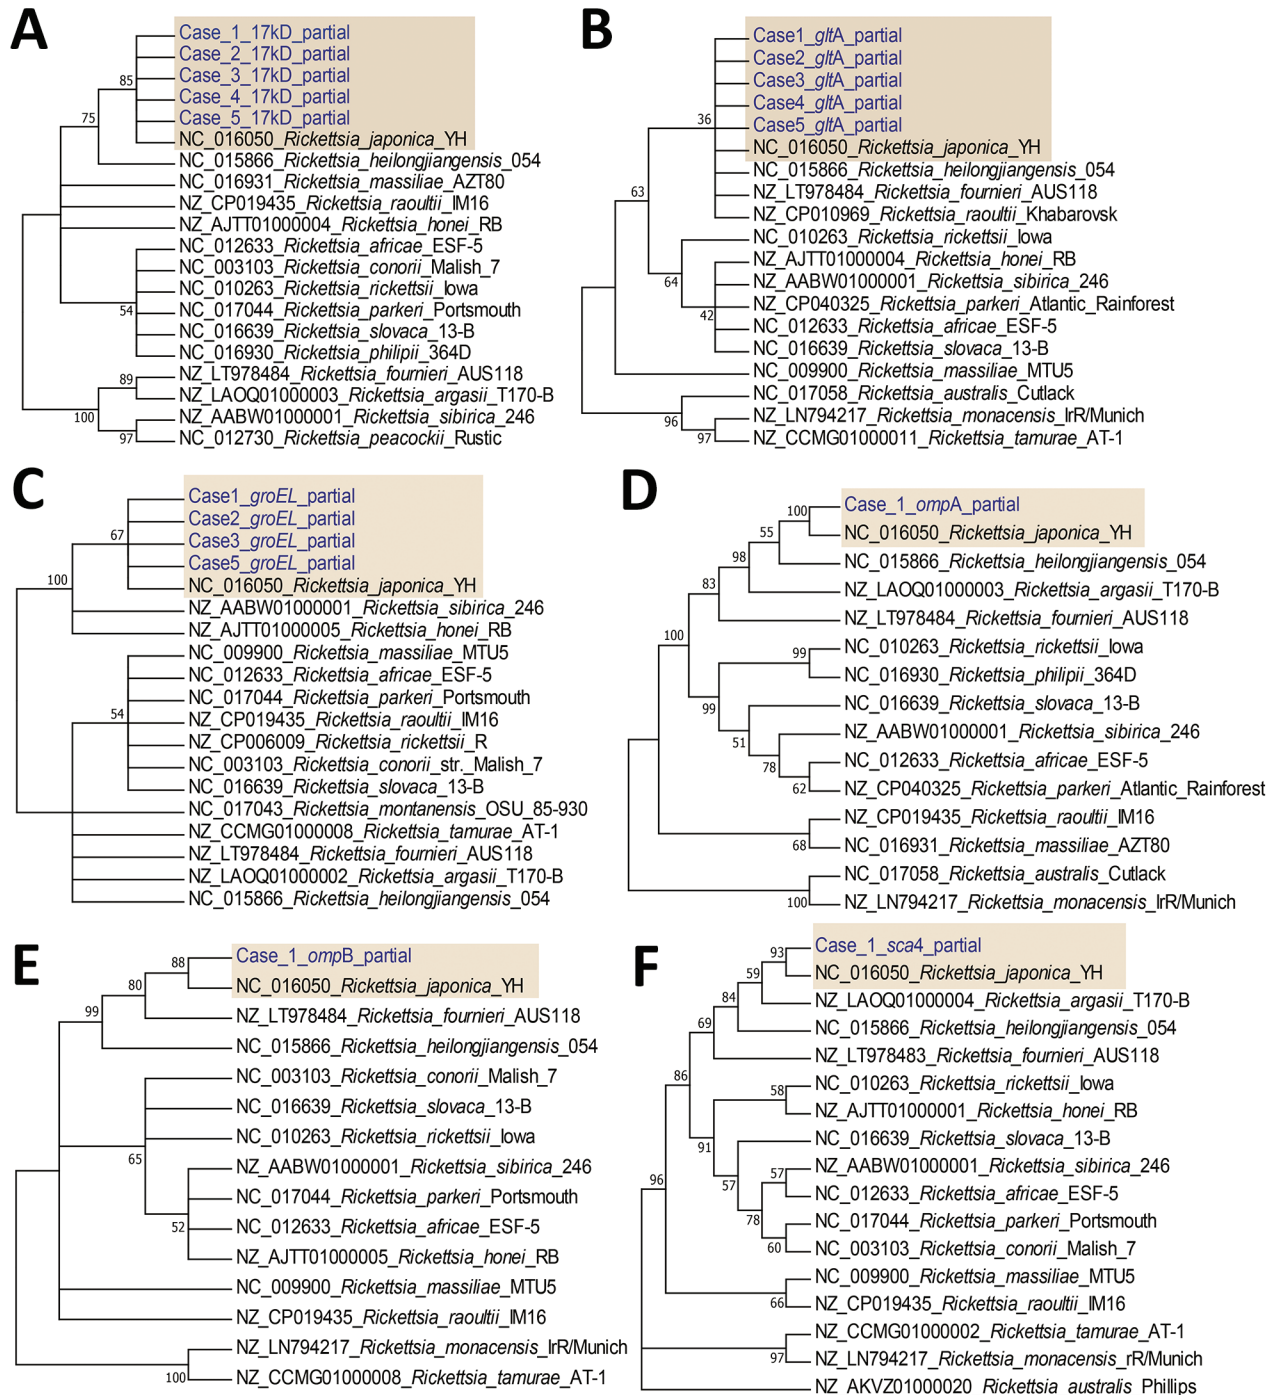 A
Case_1_17kD_partial
Case_2_17kD_partial
Case_3_17kD_partial
Case_4_17kD_partial
Case_5_17kD_partial
NC_016050_Rickettsia_japonica_YH
NC_015866_Rickettsia_heilongjiangensis_054
NC_016931_Rickettsia_massiliae_AZT80
NZ_CP019435_Rickettsia_raoultii_IM16
NZ_AJTT01000004_Rickettsia_honei_RB
NC_012633_Rickettsia_africae_ESF-5
NC_003103_Rickettsia_conorii_Malish_7
NC_010263_Rickettsia_rickettsii_Iowa
NC_017044_Rickettsia_parkeri_Portsmouth
NC_016639_Rickettsia_slovaca_13-B
NC_016930_Rickettsia_philipii_364D
NZ_LT978484_Rickettsia_fournieri_AUS118
NZ_LAOQ01000003_Rickettsia_argasii_T170-B
NZ_AABW01000001_Rickettsia_sibirica_246
NC_012730_Rickettsia_peacockii_Rustic
85
75
54
89
100
97
B
Case1_gltA_partial
Case2_gltA_partial
Case3_gltA_partial
Case4_gltA_partial
Case5_gltA_partial
NC_016050_Rickettsia_japonica_YH
NC_015866_Rickettsia_heilongjiangensis_054
NZ_LT978484_Rickettsia_fournieri_AUS118
NZ_CP010969_Rickettsia_raoultii_Khabarovsk
NC_010263_Rickettsia_rickettsii_Iowa
NZ_AJTT01000004_Rickettsia_honei_RB
NZ_AABW01000001_Rickettsia_sibirica_246
NZ_CP040325_Rickettsia_parkeri_Atlantic_Rainforest
NC_012633_Rickettsia_africae_ESF-5
NC_016639_Rickettsia_slovaca_13-B
NC_009900_Rickettsia_massiliae_MTU5
NC_017058_Rickettsia_australis_Cutlack
NZ_LN794217_Rickettsia_monacensis_IrR/Munich
NZ_CCMG01000011_Rickettsia_tamurae_AT-1
36
63
64
42
96
97
C
Case1_groEL_partial
Case2_groEL_partial
Case3_groEL_partial
Case5_groEL_partial
NC_016050_Rickettsia_japonica_YH
NZ_AABW01000001_Rickettsia_sibirica_246
NZ_AJTT01000005_Rickettsia_honei_RB
NC_009900_Rickettsia_massiliae_MTU5
NC_012633_Rickettsia_africae_ESF-5
NC_017044_Rickettsia_parkeri_Portsmouth
NZ_CP019435_Rickettsia_raoultii_IM16
NZ_CP006009_Rickettsia_rickettsii_R
NC_003103_Rickettsia_conorii_str._Malish_7
NC_016639_Rickettsia_slovaca_13-B
NC_017043_Rickettsia_montanensis_OSU_85-930
NZ_CCMG01000008_Rickettsia_tamurae_AT-1
NZ_LT978484_Rickettsia_fournieri_AUS118
NZ_LAOQ01000002_Rickettsia_argasii_T170-B
NC_015866_Rickettsia_heilongjiangensis_054
67
100
54
D
Case_1_ompA_partial
NC_016050_Rickettsia_japonica_YH
NC_015866_Rickettsia_heilongjiangensis_054
NZ_LAOQ01000003_Rickettsia_argasii_T170-B
NZ_LT978484_Rickettsia_fournieri_AUS118
NC_010263_Rickettsia_rickettsii_Iowa
NC_016930_Rickettsia_philipii_364D
NC_016639_Rickettsia_slovaca_13-B
NZ_AABW01000001_Rickettsia_sibirica_246
NC_012633_Rickettsia_africae_ESF-5
NZ_CP040325_Rickettsia_parkeri_Atlantic_Rainforest
NZ_CP019435_Rickettsia_raoultii_IM16
NC_016931_Rickettsia_massiliae_AZT80
NC_017058_Rickettsia_australis_Cutlack
NZ_LN794217_Rickettsia_monacensis_IrR/Munich
100
55
98
83
100
99
99
51
78
62
68
100
E
Case_1_ompB_partial
NC_016050_Rickettsia_japonica_YH
NZ_LT978484_Rickettsia_fournieri_AUS118
NC_015866_Rickettsia_heilongjiangensis_054
NC_003103_Rickettsia_conorii_Malish_7
NC_016639_Rickettsia_slovaca_13-B
NC_010263_Rickettsia_rickettsii_Iowa
NZ_AABW01000001_Rickettsia_sibirica_246
NC_017044_Rickettsia_parkeri_Portsmouth
NC_012633_Rickettsia_africae_ESF-5
NZ_AJTT01000005_Rickettsia_honei_RB
NC_009900_Rickettsia_massiliae_MTU5
NZ_CP019435_Rickettsia_raoultii_IM16
NZ_LN794217_Rickettsia_monacensis_IrR/Munich
NZ_CCMG01000008_Rickettsia_tamurae_AT-1
88
80
99
65
52
100
F
Case_1_sca4_partial
NC_016050_Rickettsia_japonica_YH
NZ_LAOQ01000004_Rickettsia_argasii_T170-B
NC_015866_Rickettsia_heilongjiangensis_054
NZ_LT978483_Rickettsia_fournieri_AUS118
NC_010263_Rickettsia_rickettsii_Iowa
NZ_AJTT01000001_Rickettsia_honei_RB
NC_016639_Rickettsia_slovaca_13-B
NZ_AABW01000001_Rickettsia_sibirica_246
NC_012633_Rickettsia_africae_ESF-5
NC_017044_Rickettsia_parkeri_Portsmouth
NC_003103_Rickettsia_conorii_Malish_7
NC_009900_Rickettsia_massiliae_MTU5
NZ_CP019435_Rickettsia_raoultii_IM16
NZ_CCMG01000002_Rickettsia_tamurae_AT-1
NZ_LN794217_Rickettsia_monacensis_rR/Munich
NZ_AKVZ01000020_Rickettsia_australis_Phillips
93
59
84
69
86
58
91
57
57
78
60
96
66
97